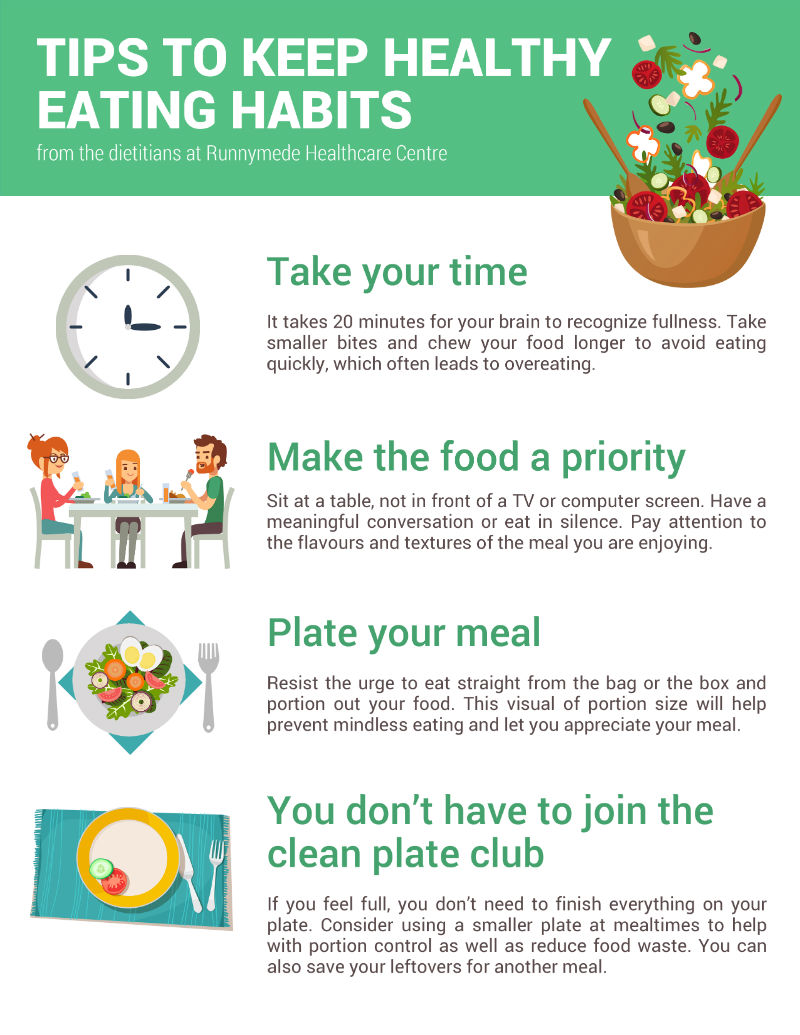 TIPS TO KEEP HEALTHY
EATING HABITS
from the dietitians at Runnymede Healthcare Centre
Take your time
It takes 20 minutes for your brain to recognize fullness. Take
smaller bites and chew your food longer to avoid eating
quickly, which often leads to overeating.
Make the food a priority
Sit at a table, not in front of a TV or computer screen. Have a
meaningful conversation or eat in silence. Pay attention to
the flavours and textures of the meal you are enjoying.
Plate your meal
Resist the urge to eat straight from the bag or the box and
portion out your food. This visual of portion size will help
prevent mindless eating and let you appreciate your meal.
You don’t have to join the
clean plate club
If you feel full, you don’t need to finish everything on your
plate. Consider using a smaller plate at mealtimes to help
with portion control as well as reduce food waste. You can
also save your leftovers for another meal.